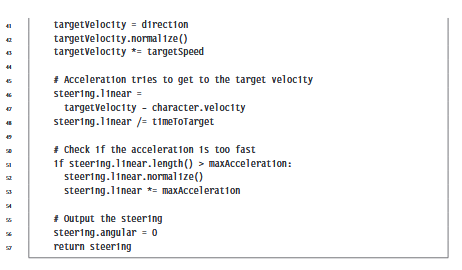 41 targetVelocity = direction
42 targetVelocity.normalize()
43 targetVelocity *= targetSpeed
44
45 # Acceleration tries to get to the target velocity
46 steering.linear =
47 targetVelocity - character.velocity
48 steering.linear /= timeToTarget
49
50 # Check if the acceleration is too fast
51 if steering.linear.length() > maxAcceleration:
52 steering.linear.normalize()
53 steering.linear *= maxAcceleration
54
55 # Output the steering
56 steering.angular = 0
57 return steering